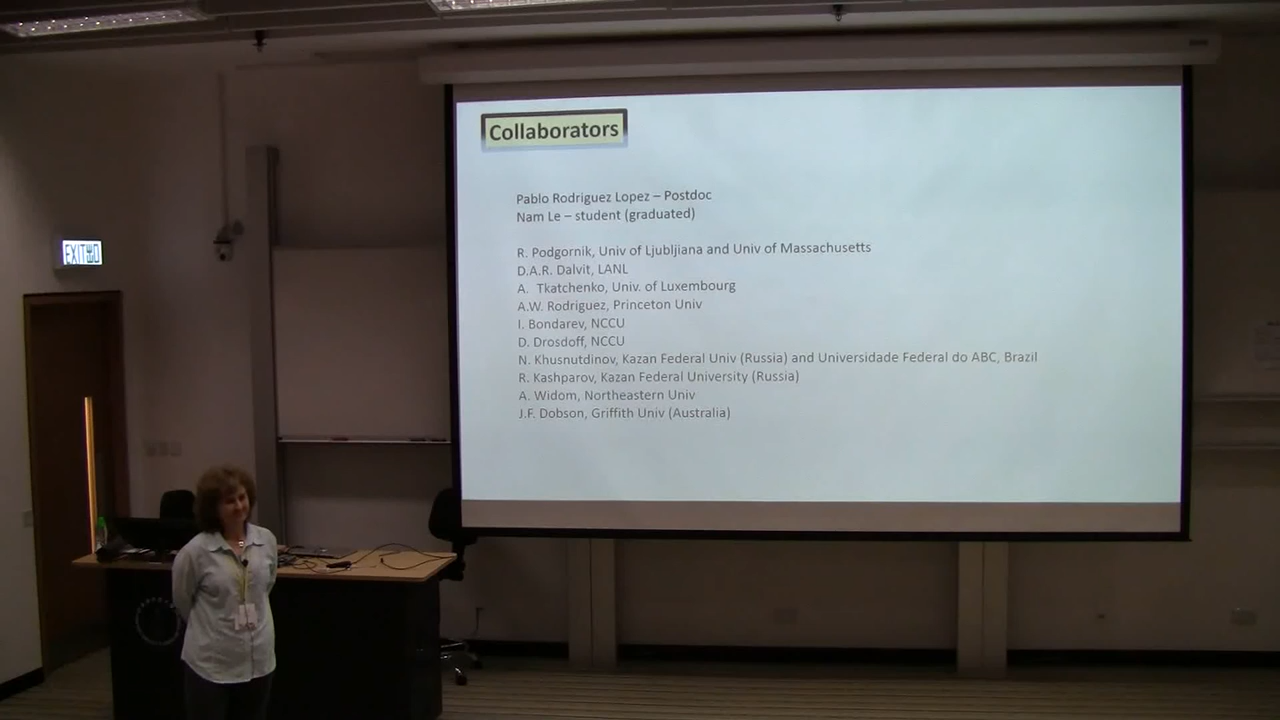 Collaborators
Pablo Rodriguez Lopez – Postdoc
Nam Le – student (graduated)
R. Podgornik, Univ of Ljubljiana and Univ of Massachusetts
D.A.R. Dalvit, LANL
A. Tkatchenko, Univ. of Luxembourg
A.W. Rodriguez, Princeton Univ
I. Bondarev, NCCU
D. Drosdoff, NCCU
N. Khusnutdinov, Kazan Federal Univ (Russia) and Universidade Federal do ABC, Brazil
R. Kashparov, Kazan Federal University (Russia)
A. Widom, Northeastern Univ
J.F. Dobson, Griffith Univ (Australia)
EXIT